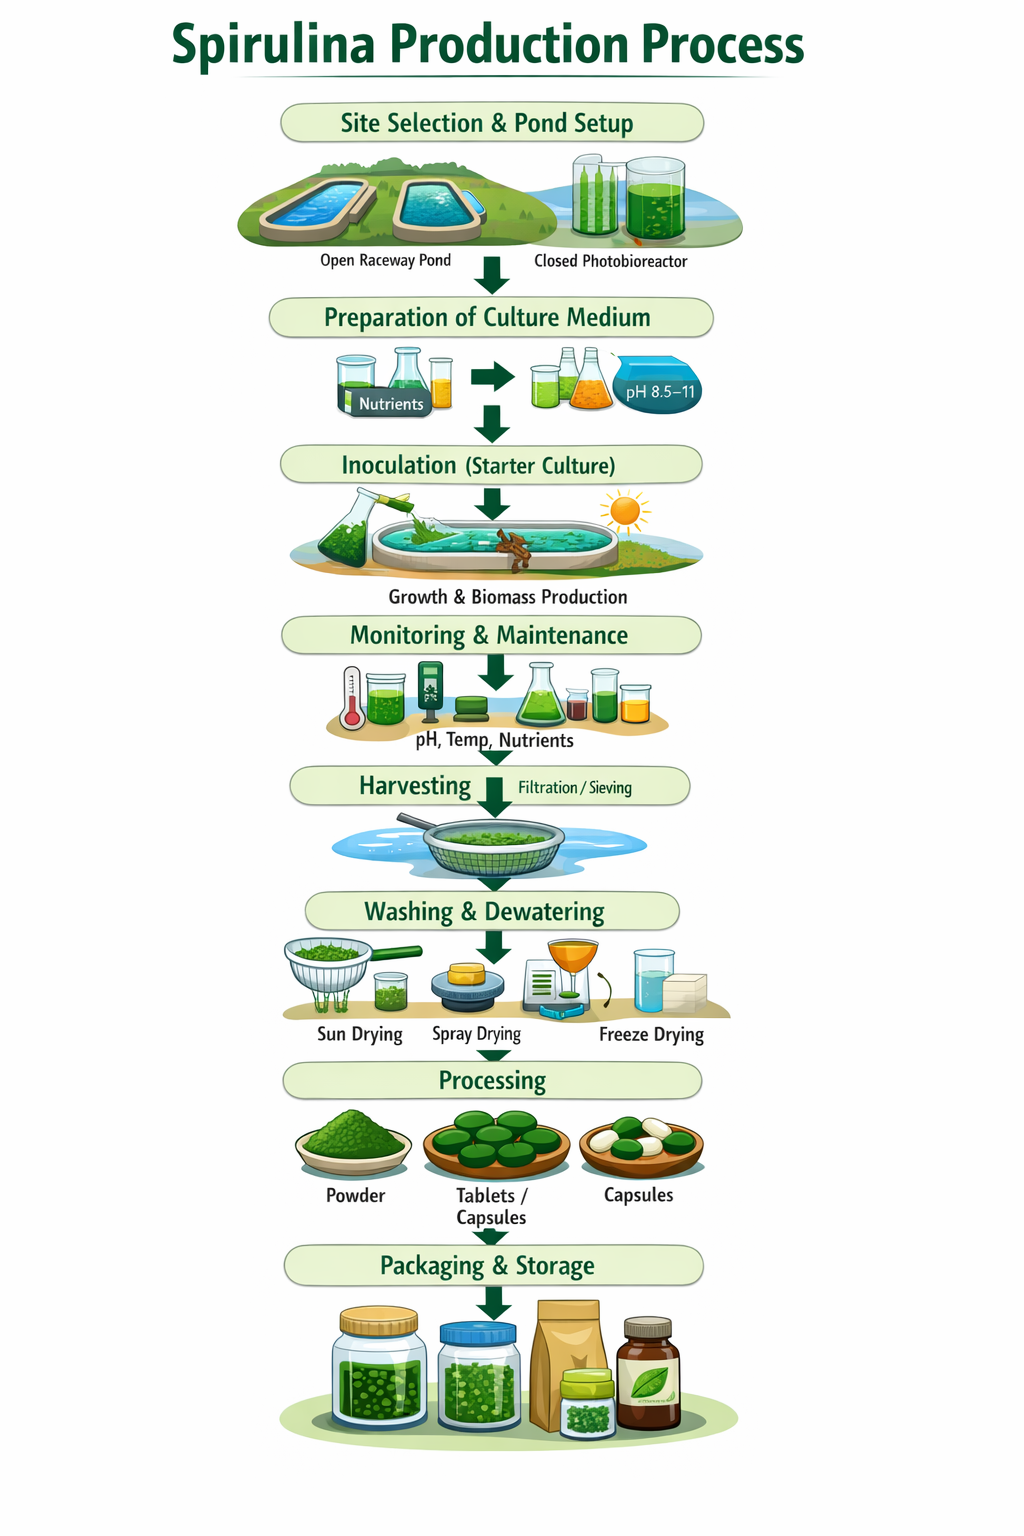 Spirulina Production Process
Site Selection & Pond Setup
Open Raceway Pond
Closed Photobioreactor
Preparation of Culture Medium
Nutrients
pH 8.5–11
Inoculation (Starter Culture)
Growth & Biomass Production
Monitoring & Maintenance
pH, Temp, Nutrients
Harvesting
Filtration / Sieving
Washing & Dewatering
Sun Drying
Spray Drying
Freeze Drying
Processing
Powder
Tablets /
Capsules
Capsules
Packaging & Storage